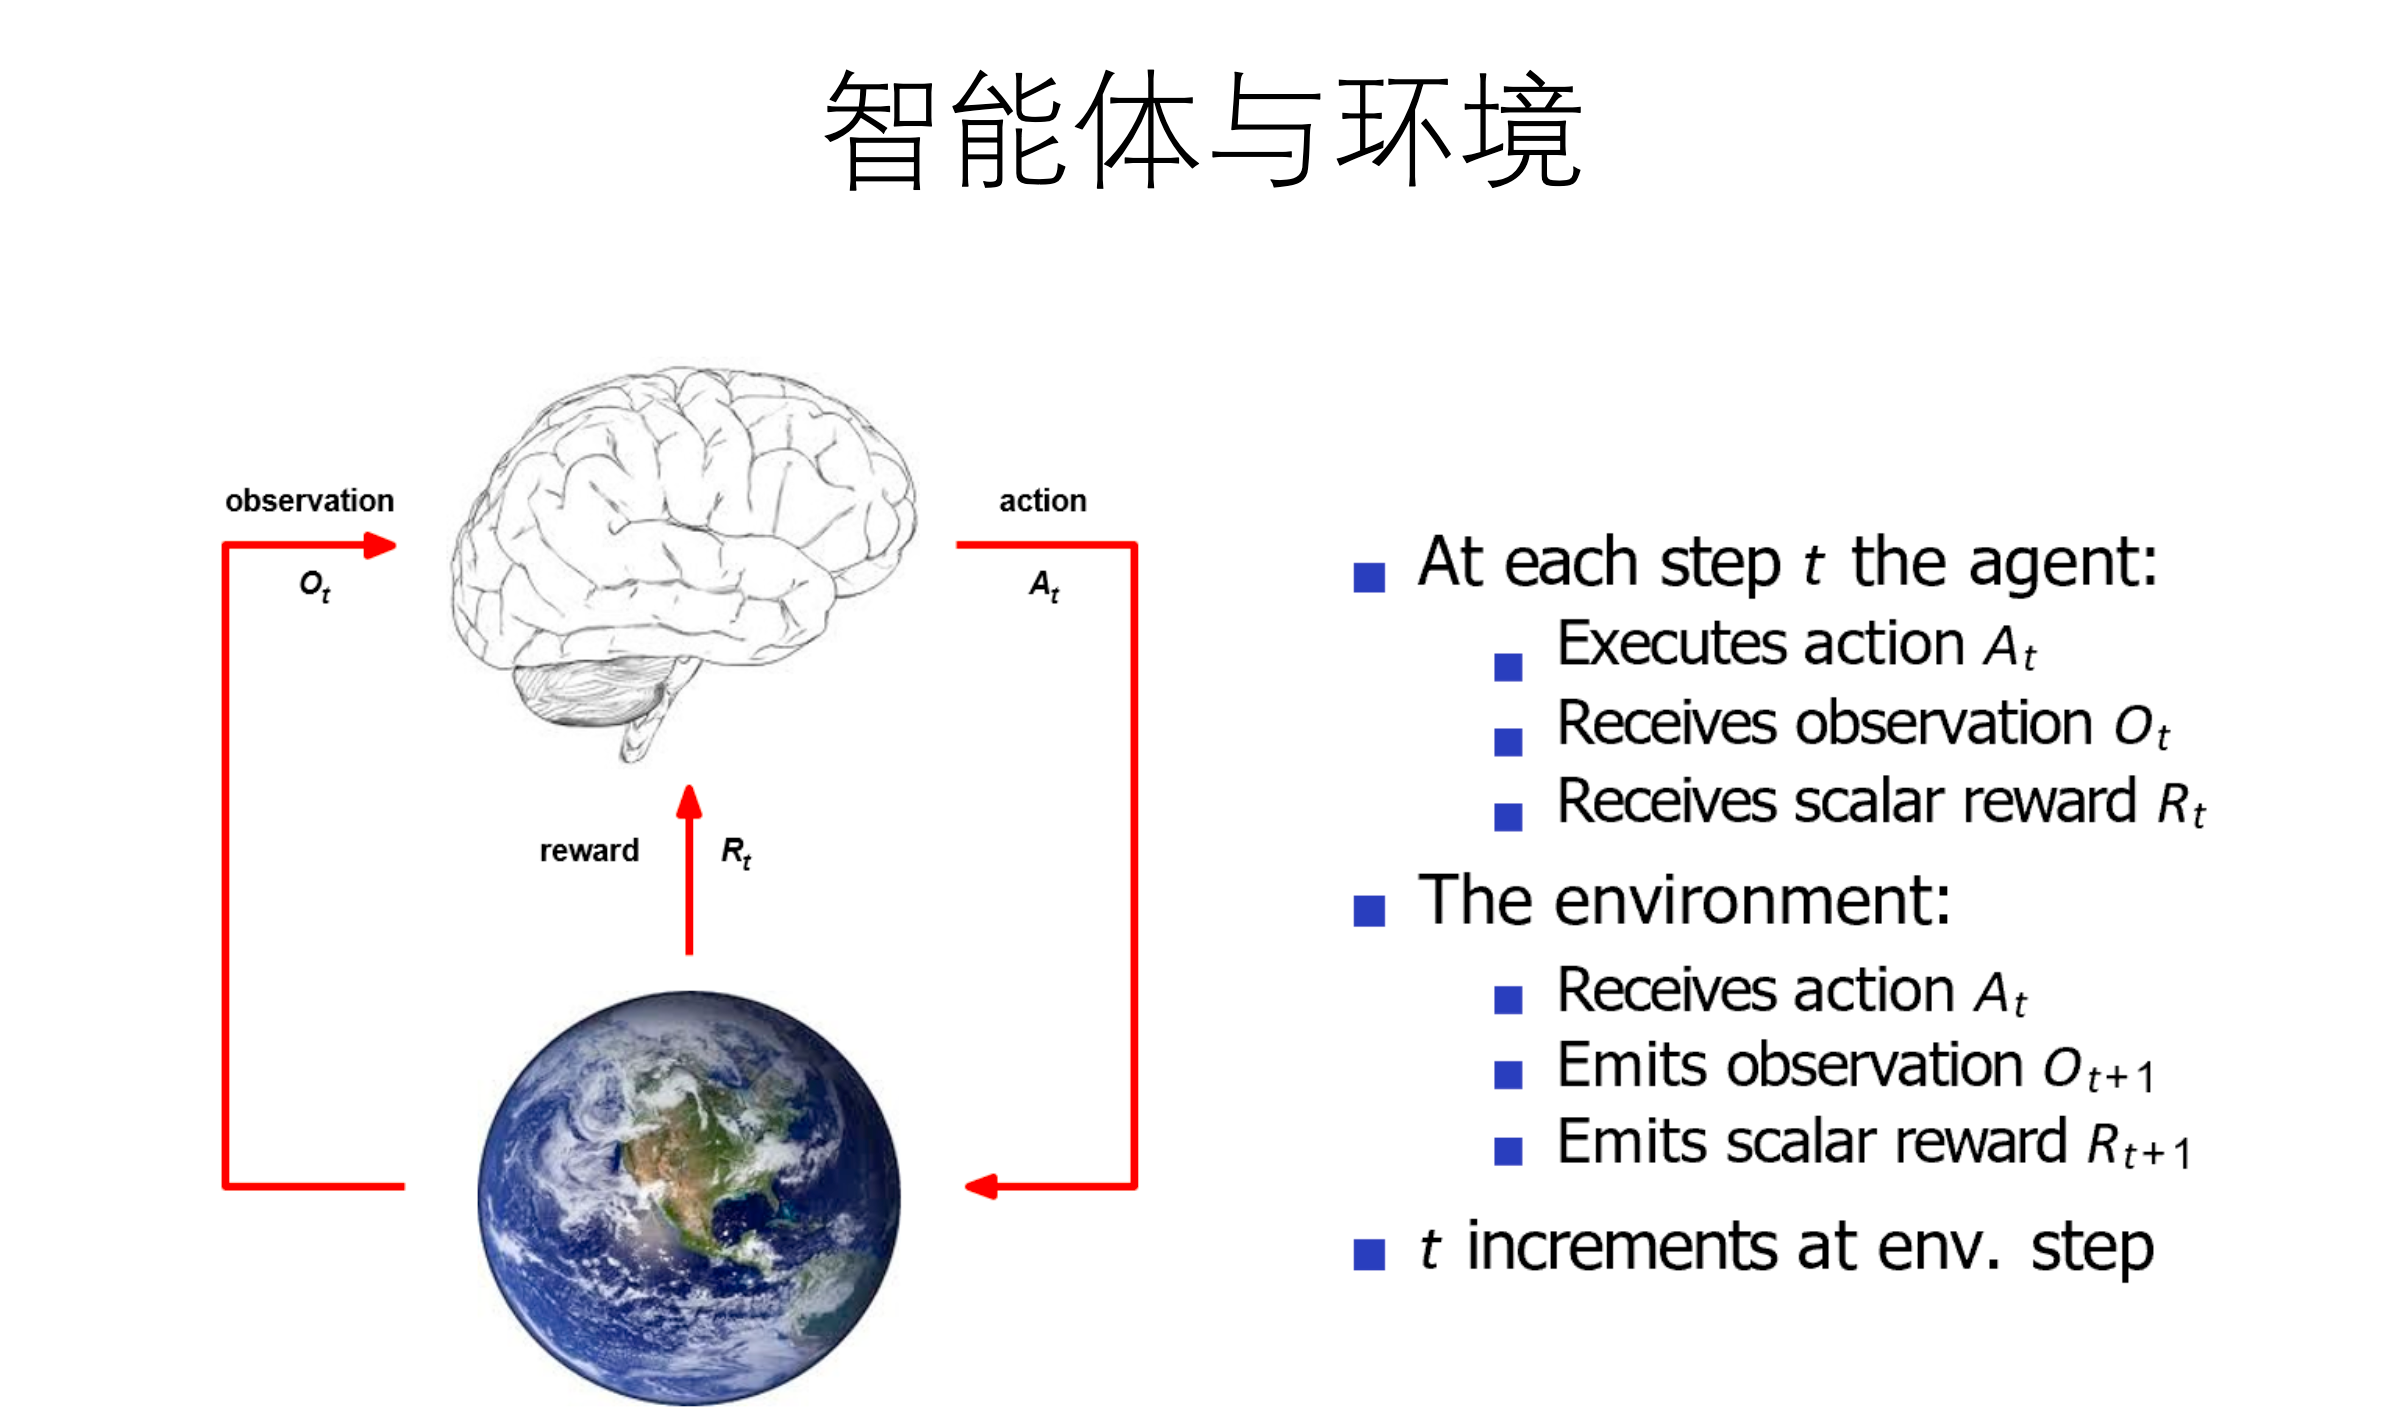 智能体与环境
observation
O_t
action
A_t
reward
R_t
At each step t the agent:
Executes action A_t
Receives observation O_t
Receives scalar reward R_t
The environment:
Receives action A_t
Emits observation O_{t+1}
Emits scalar reward R_{t+1}
t increments at env. step